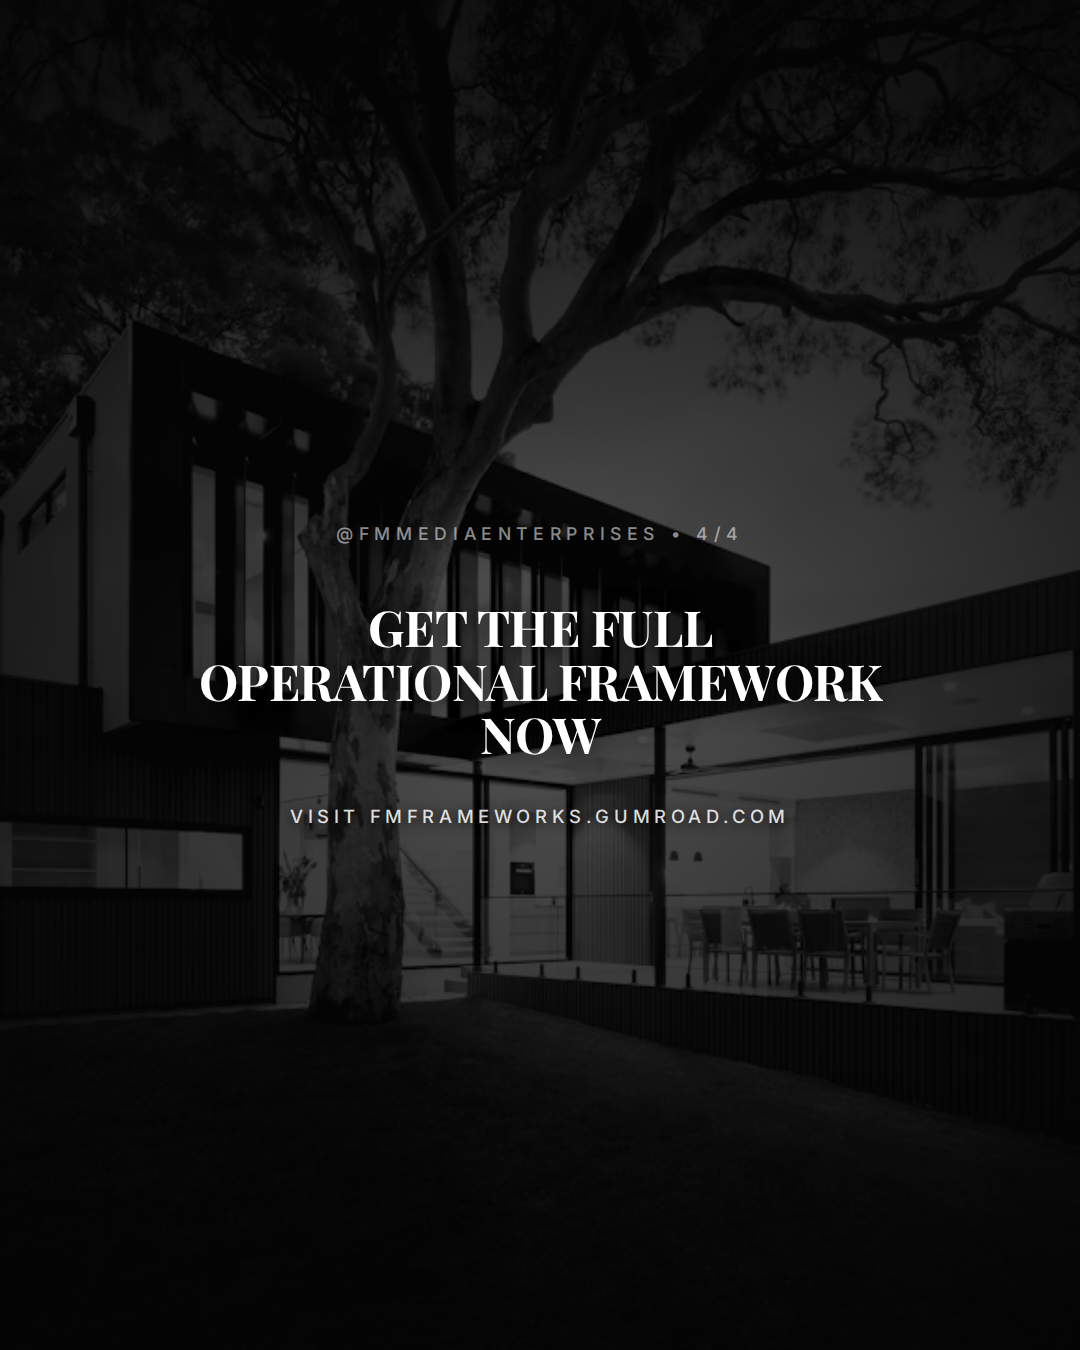 @FMMEDIAENTERPRISES • 4/4
GET THE FULL
OPERATIONAL FRAMEWORK
NOW
VISIT FMFRAMEWORKS.GUMROAD.COM